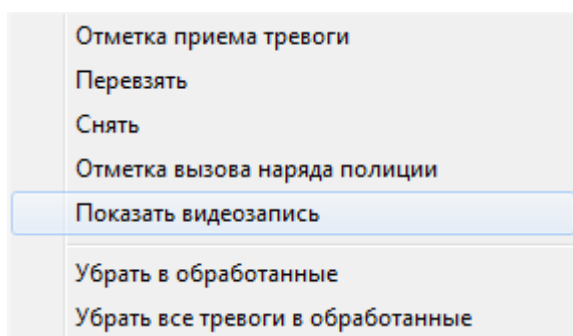 Отметка приема тревоги
Перевзять
Снять
Отметка вызова наряда полиции
Показать видеозапись
Убрать в обработанные
Убрать все тревоги в обработанные